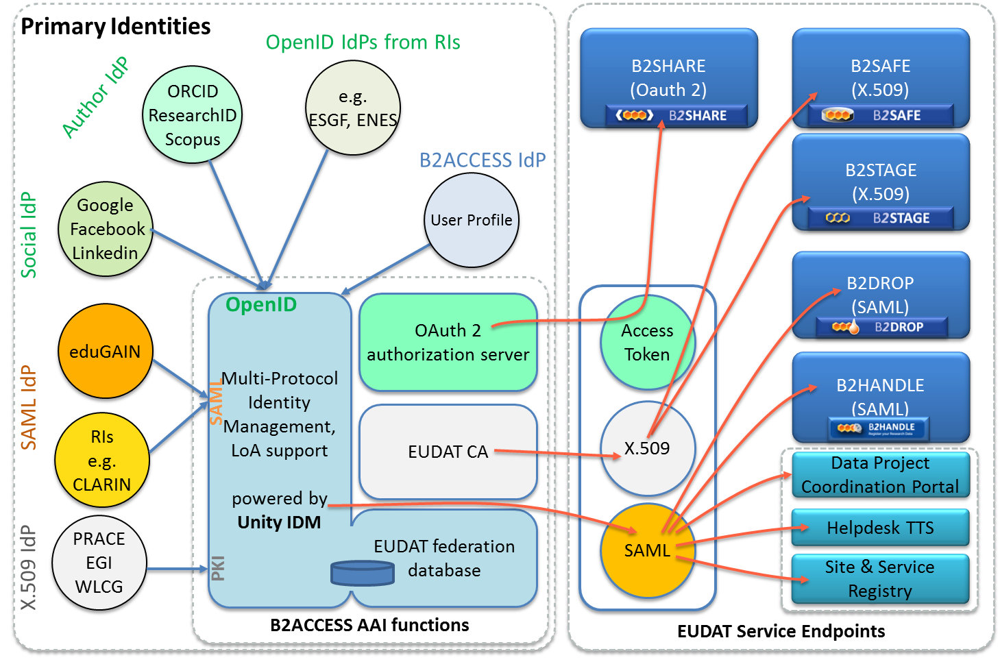 Primary Identities
Author IdP
ORCID
ResearchID
Scopus
OpenID IdPs from RIs
e.g.
ESGF, ENES
B2ACCESS IdP
User Profile
Social IdP
Google
Facebook
Linkedin
SAML IdP
eduGAIN
RIs
e.g.
CLARIN
X.509 IdP
PRACE
EGI
WLCG
OpenID
SAML
PKI
Multi-Protocol
Identity
Management,
LoA support
powered by
Unity IDM
OAuth 2
authorization server
EUDAT CA
EUDAT federation
database
B2ACCESS AAI functions
Access
Token
X.509
SAML
B2SHARE
(Oauth 2)
B2SHARE
B2SAFE
(X.509)
B2SAFE
B2STAGE
(X.509)
B2STAGE
B2DROP
(SAML)
B2DROP
B2HANDLE
(SAML)
B2HANDLE
Register your Research Data
Data Project
Coordination Portal
Helpdesk TTS
Site & Service
Registry
EUDAT Service Endpoints